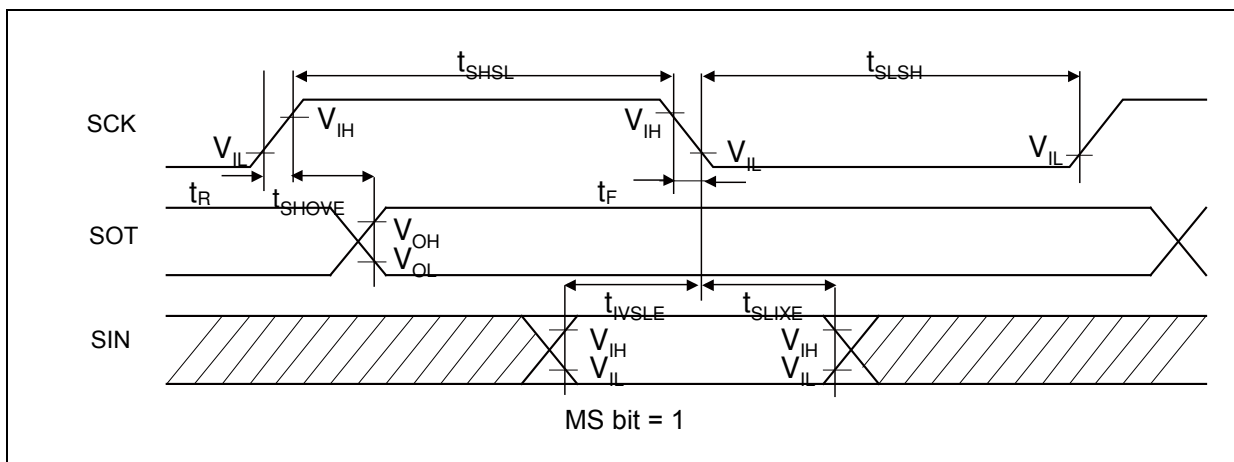 tSHSL tSLSH
SCK VIH VIH
VIL VIL VIL
tR tSHOVE tF
SOT VOH
VOL
tIVSLE tSLIXE
SIN VIH VIH
VIL VIL
MS bit = 1